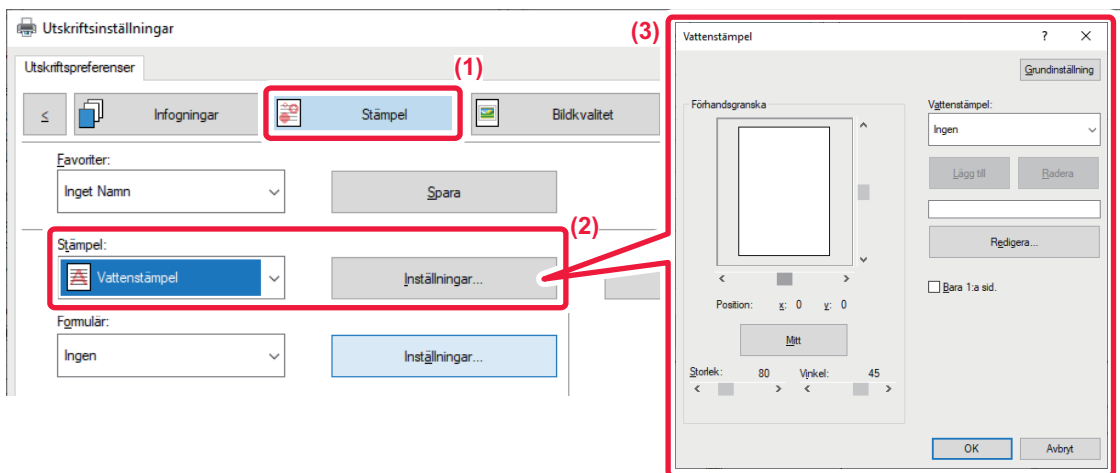 Utskriftsinställningar
Utskriftspreferenser
(1)
≤
Infogningar
Stämpel
Bildkvalitet
Favoriter:
Inget Namn
Spara
(2)
Stämpel:
Vattenstämpel
Inställningar...
Formulär:
Ingen
Inställningar...
(3)
Vattenstämpel
?
Grundinställning
Förhandsgranska
Vattenstämpel:
Ingen
Lägg till
Radera
Redigera...
Bara 1:a sid.
Position: x: 0 y: 0
Mitt
Storlek: 80 Vinkel: 45
OK
Avbryt